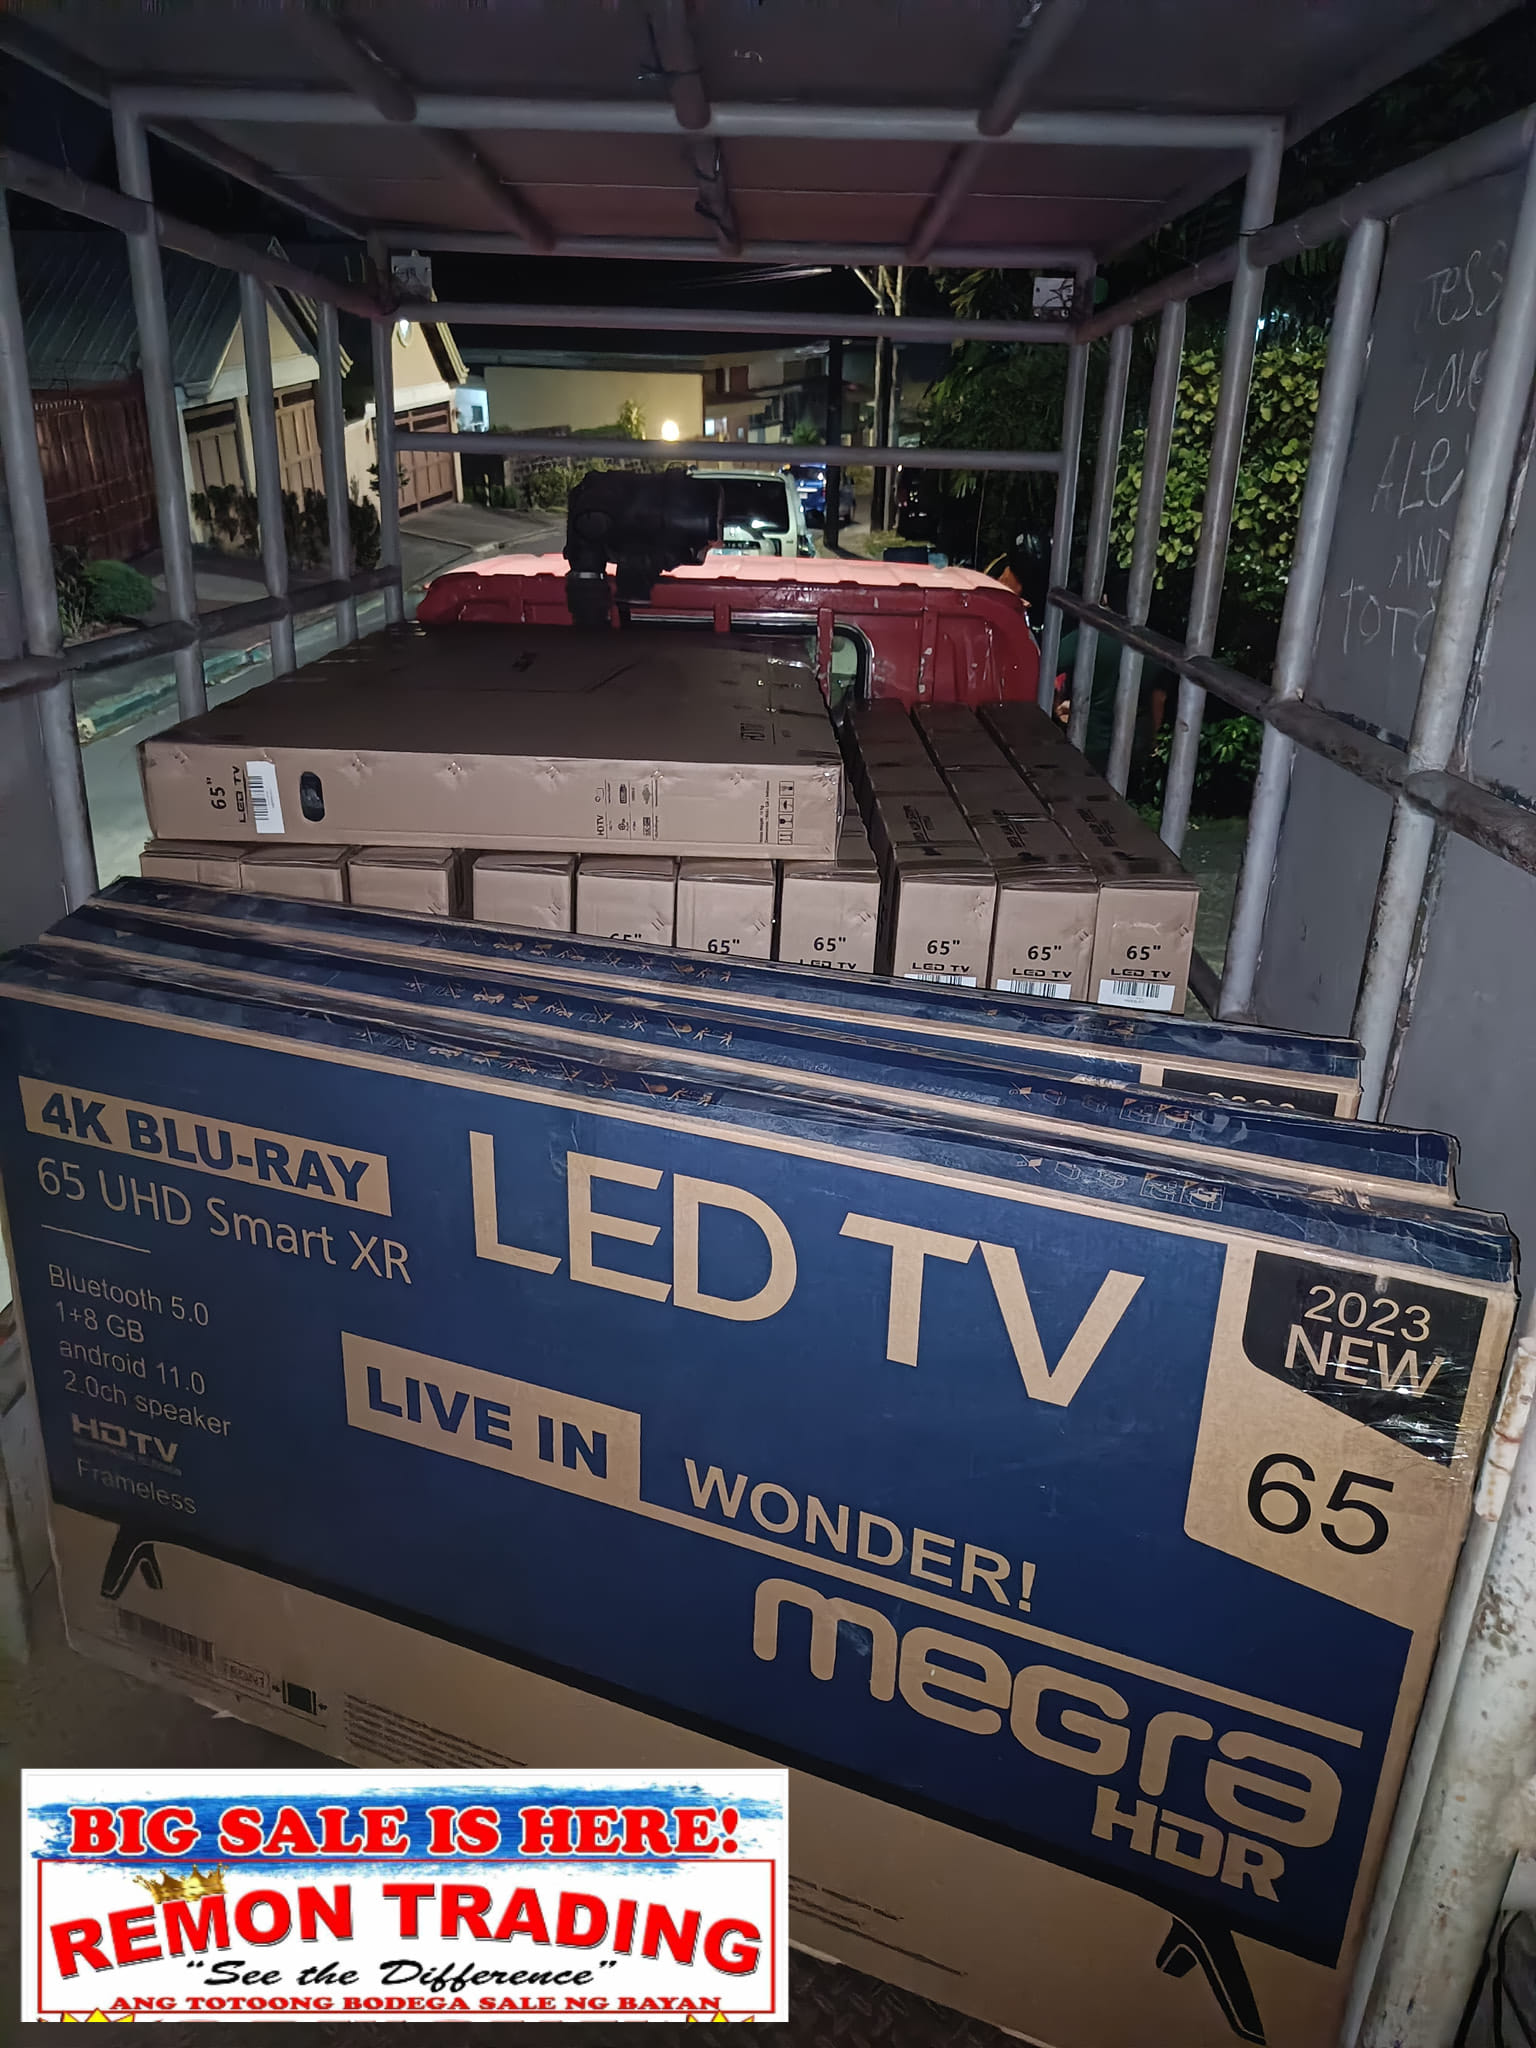 JESS
LOVE
AND
65"
LED TV
HDTV
65"
65"
LED TV
65"
LED TV
65"
LED TV
65"
LED TV
4K BLU-RAY
65 UHD Smart XR
Bluetooth 5.0
1+8 GB
android 11.0
2.0ch speaker
HDTV
Frameless
LED TV
LIVE IN
WONDER!
2023
NEW
65
megra
HDR
BIG SALE IS HERE!
REMON TRADING
"See the Difference"
ANG TOTOONG BODEGA SALE NG BAYAN